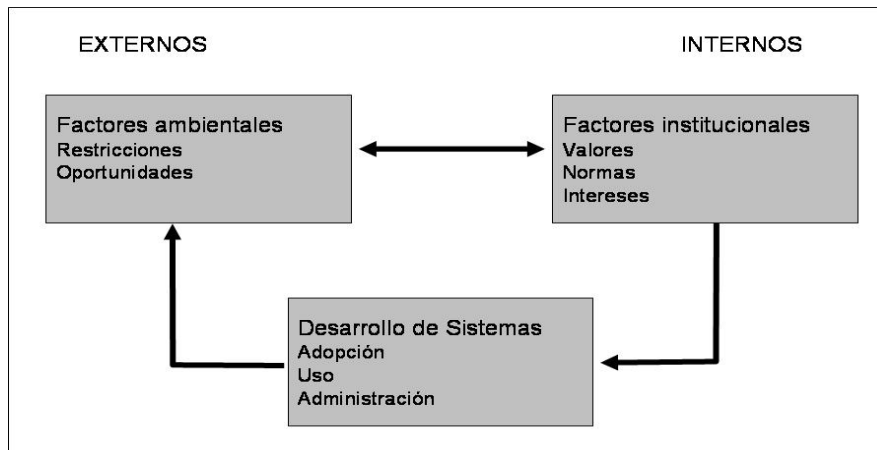 EXTERNOS
INTERNOS
Factores ambientales
Restricciones
Oportunidades
Factores institucionales
Valores
Normas
Intereses
Desarrollo de Sistemas
Adopción
Uso
Administración